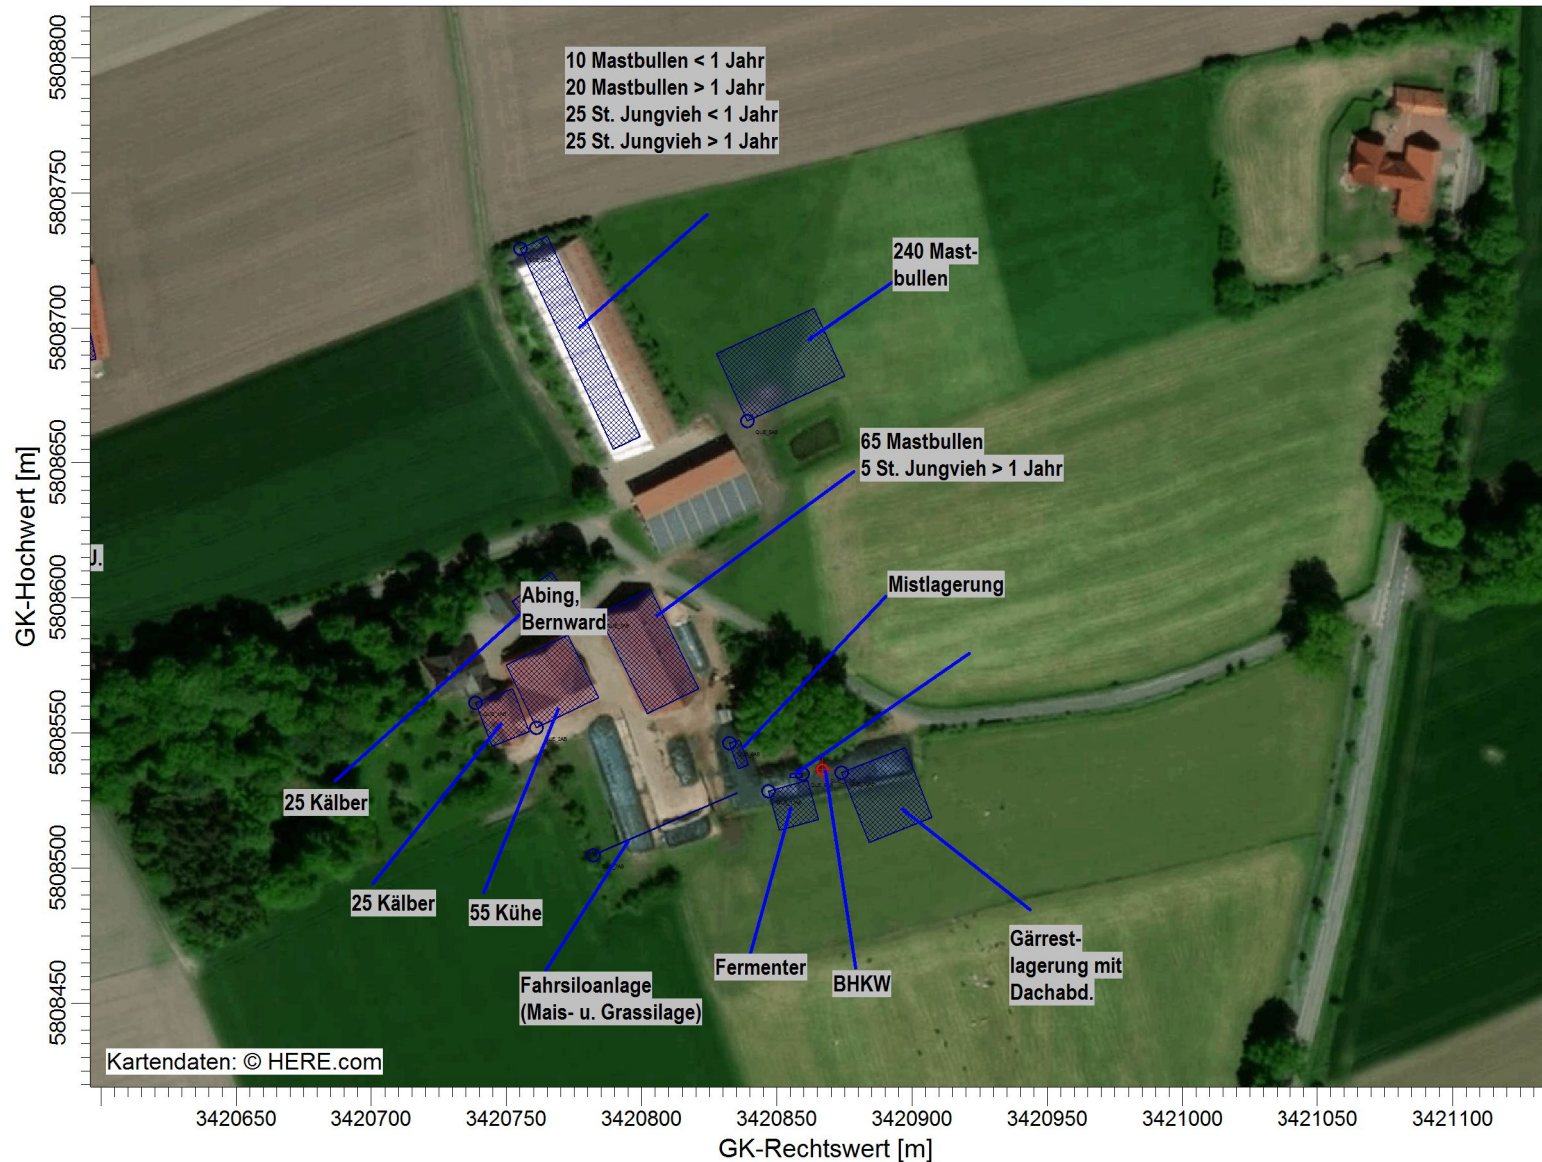 10 Mastbullen < 1 Jahr
20 Mastbullen > 1 Jahr
25 St. Jungvieh < 1 Jahr
25 St. Jungvieh > 1 Jahr
240 Mast-
bullen
65 Mastbullen
5 St. Jungvieh > 1 Jahr
J.
Abing,
Bernward
Mistlagerung
25 Kälber
25 Kälber
55 Kühe
Fahrsiloanlage
(Mais- u. Grassilage)
Fermenter
BHKW
Gärrest-
lagerung mit
Dachabd.
Kartendaten: © HERE.com
GK-Hochwert [m]
5808800
5808750
5808700
5808650
5808600
5808550
5808500
5808450
3420650
3420700
3420750
3420800
3420850
3420900
3420950
3421000
3421050
3421100
GK-Rechtswert [m]